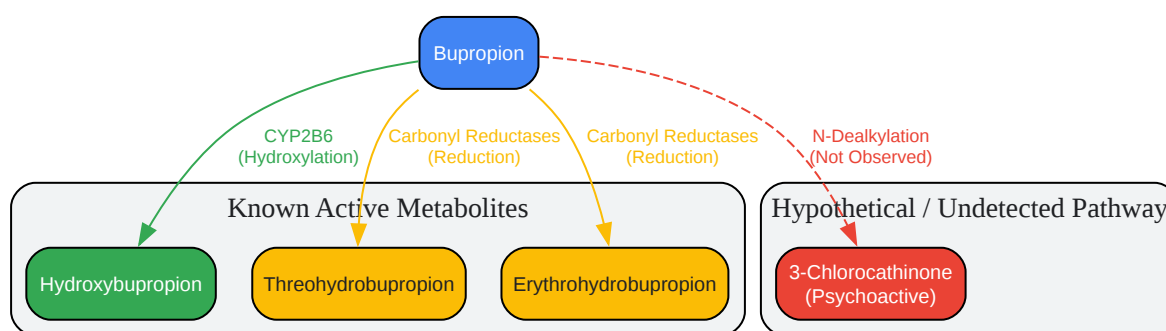 Bupropion
CYP2B6
(Hydroxylation)
Carbonyl Reductases
(Reduction)
Carbonyl Reductases
(Reduction)
N-Dealkylation
(Not Observed)
Known Active Metabolites
Hypothetical / Undetected Pathway
Hydroxybupropion
Threohydrobupropion
Erythrohydrobupropion
3-Chlorocathinone
(Psychoactive)